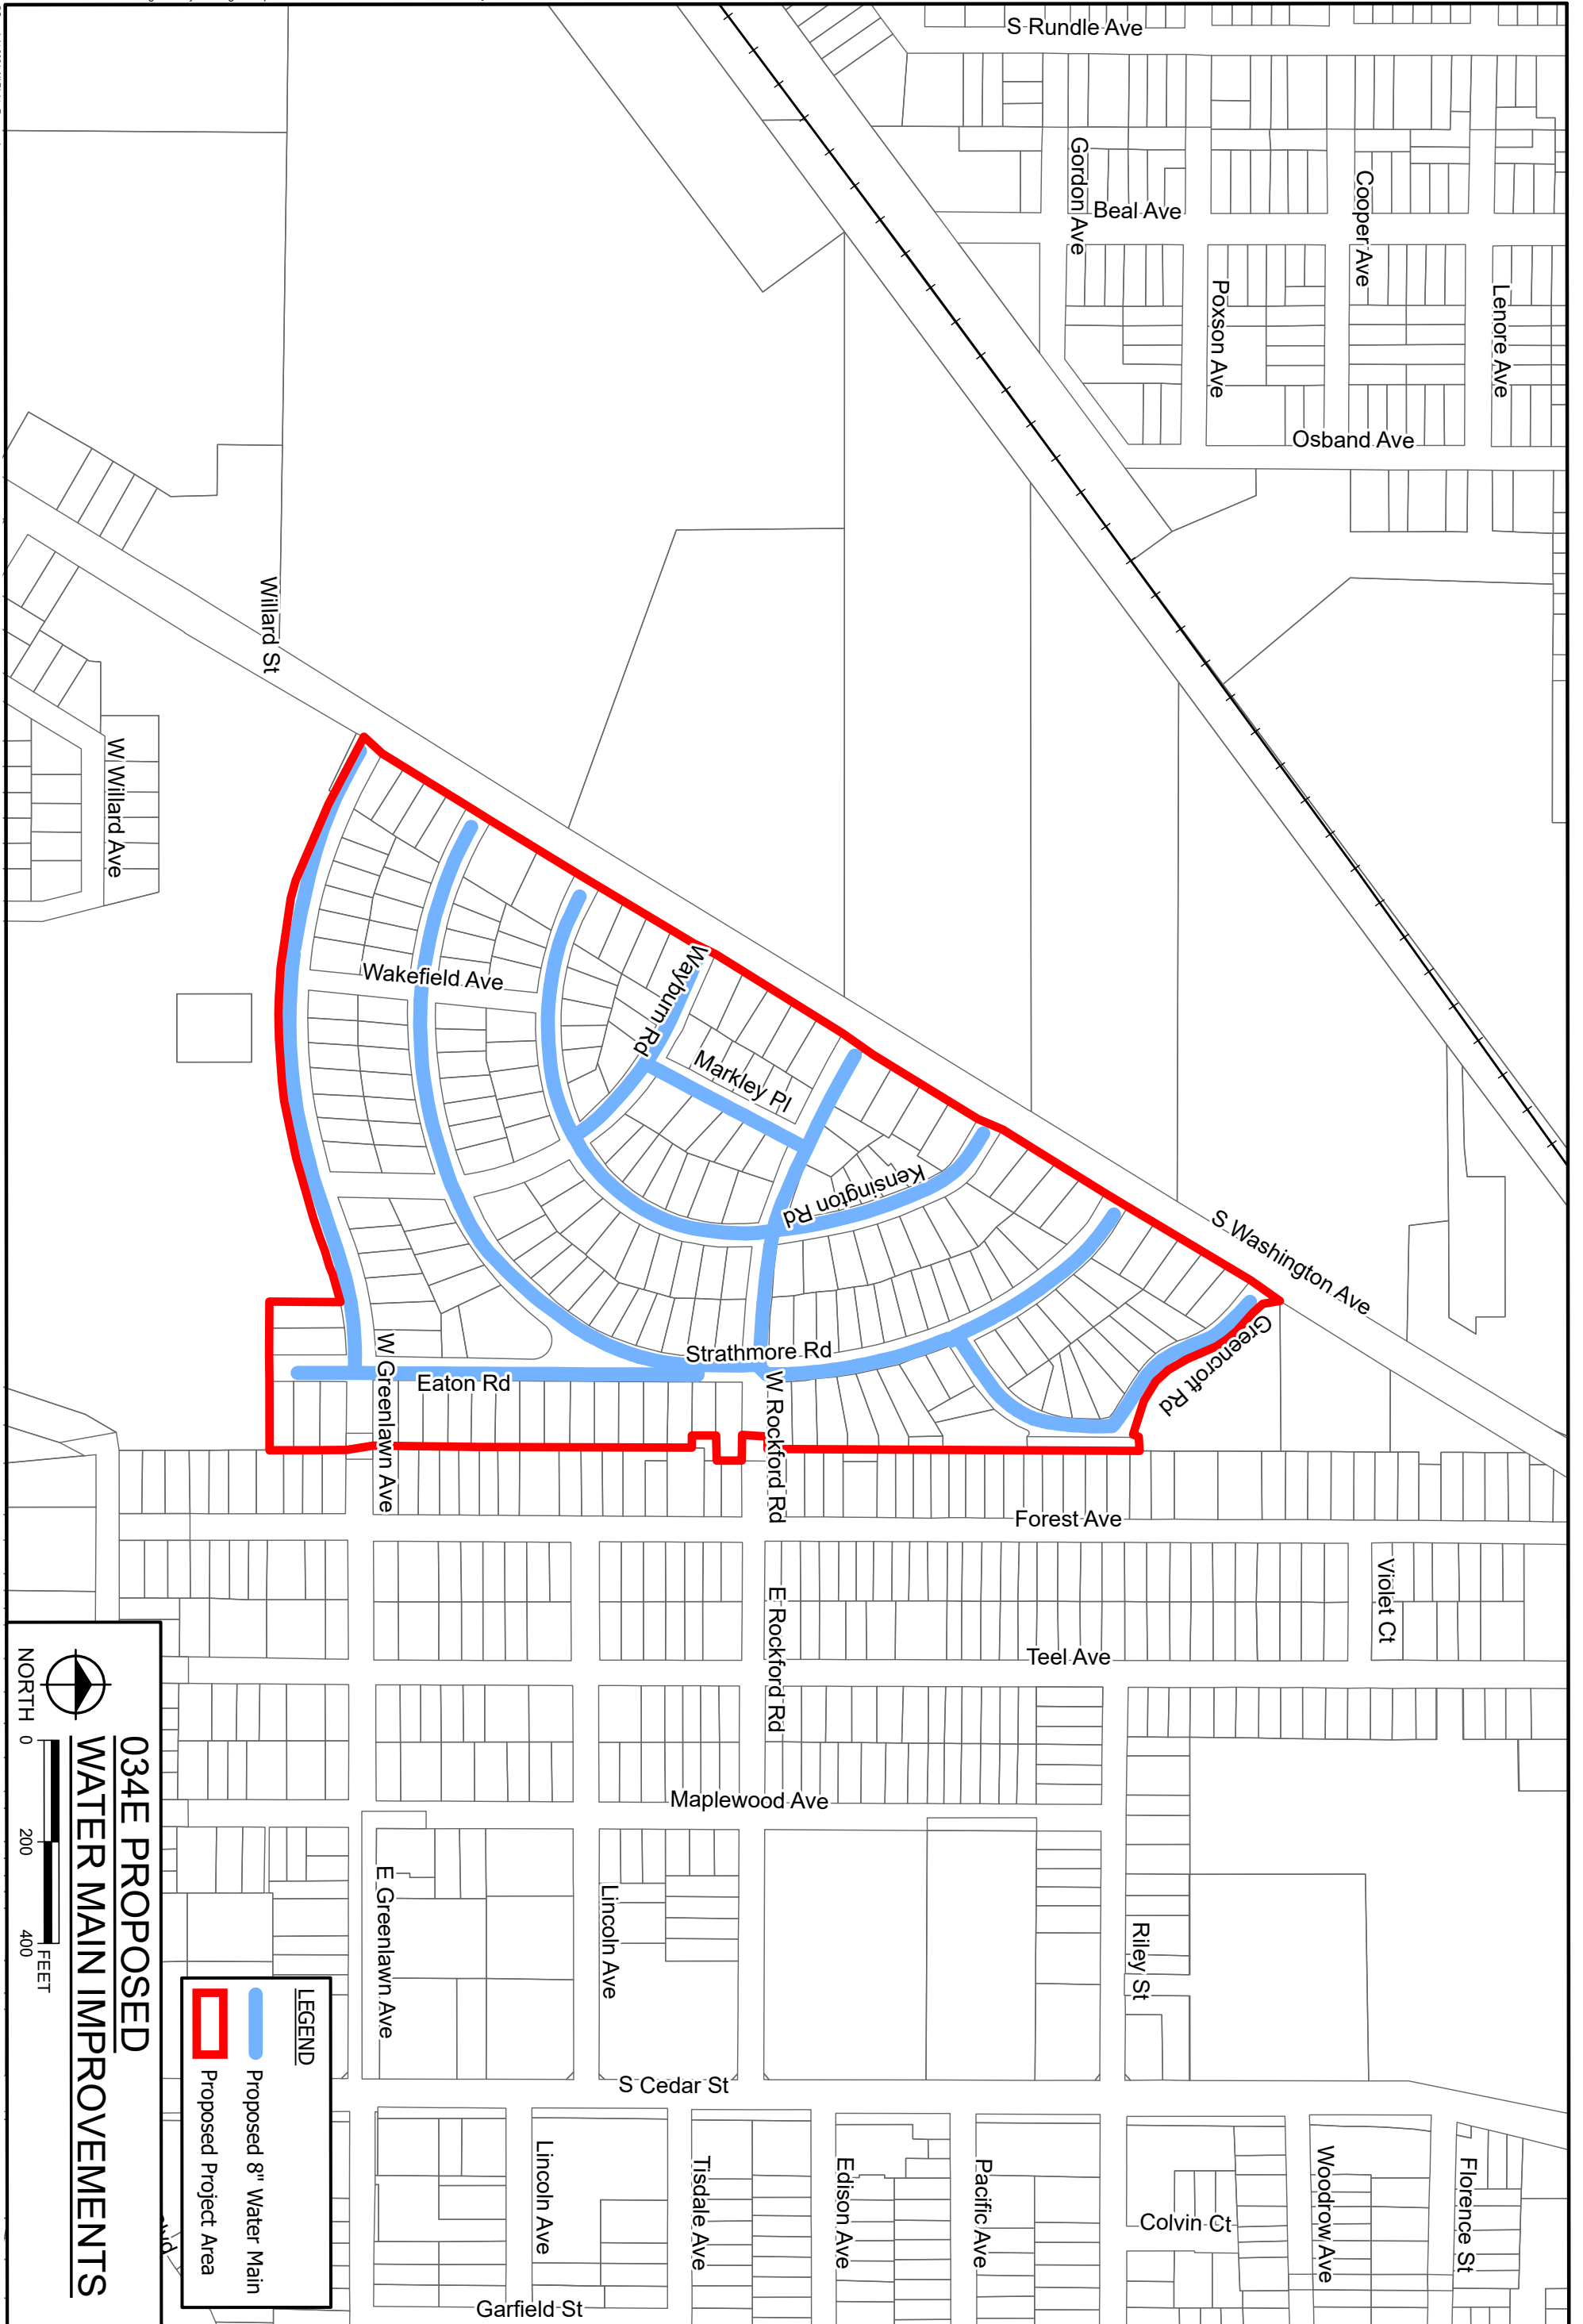 S Rundle Ave
Gordon Ave
Beal Ave
Cooper Ave
Poxson Ave
Lenore Ave
Osband Ave
Willard St
W Willard Ave
Wakefield Ave
Wayburn Rd
Markley Pl
Kensington Rd
S Washington Ave
Greencroft Rd
Strathmore Rd
Eaton Rd
W Greenlawn Ave
W Rockford Rd
Forest Ave
Violet Ct
E Rockford Rd
Teel Ave
Maplewood Ave
E Greenlawn Ave
Lincoln Ave
Riley St
S Cedar St
Lincoln Ave
Tisdale Ave
Edison Ave
Pacific Ave
Colvin Ct
Woodrow Ave
Florence St
Garfield St
LEGEND
Proposed 8" Water Main
Proposed Project Area
034E PROPOSED
WATER MAIN IMPROVEMENTS
NORTH
0 200 400
FEET